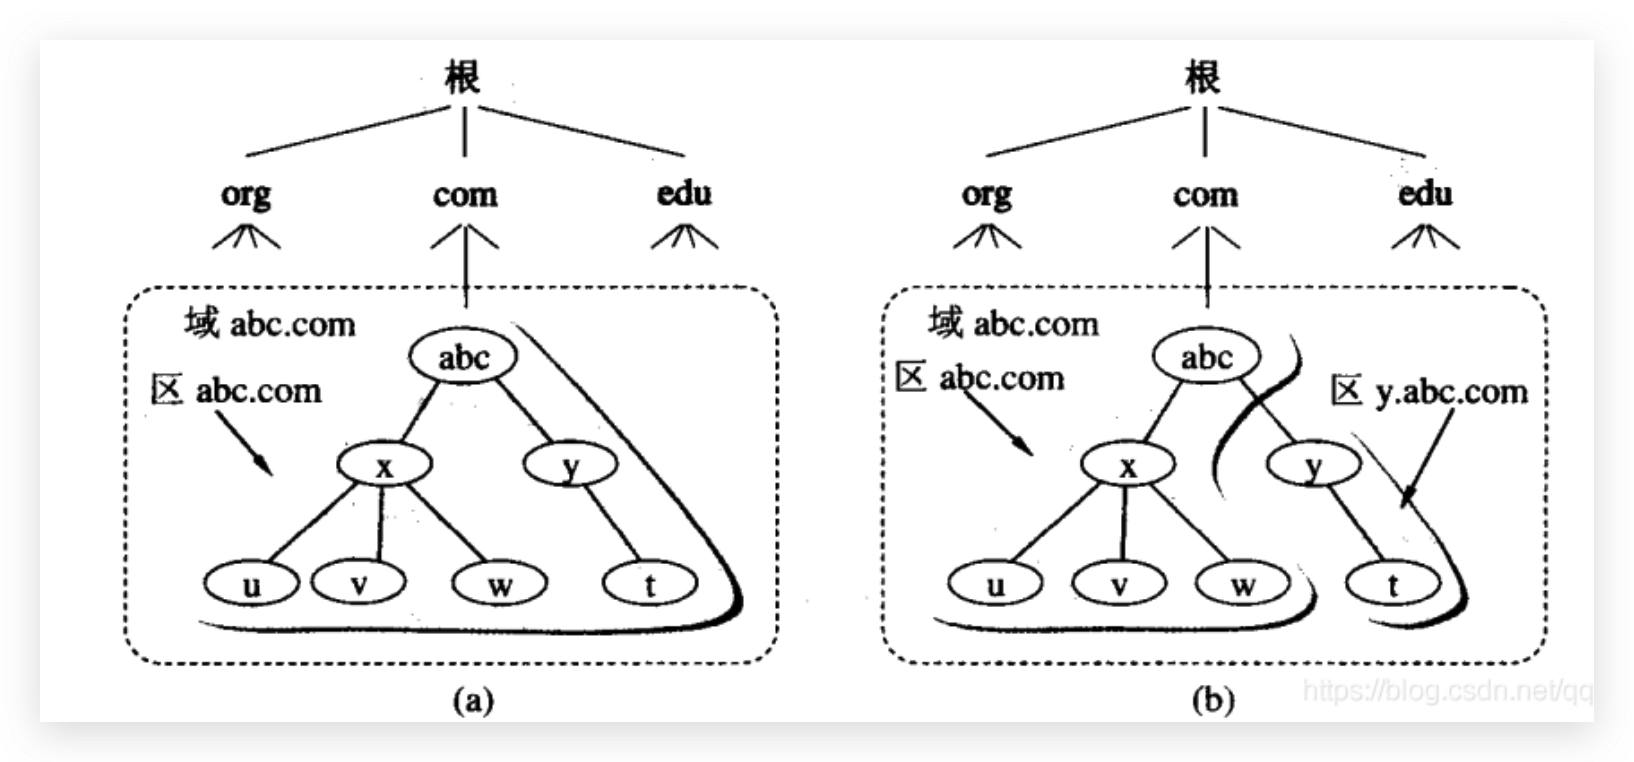 根
org com edu
域 abc.com
区 abc.com
abc
x y
u v w t
(a)
根
org com edu
域 abc.com
区 abc.com
区 y.abc.com
abc
x y
u v w t
(b)
https://blog.csdn.net/qq